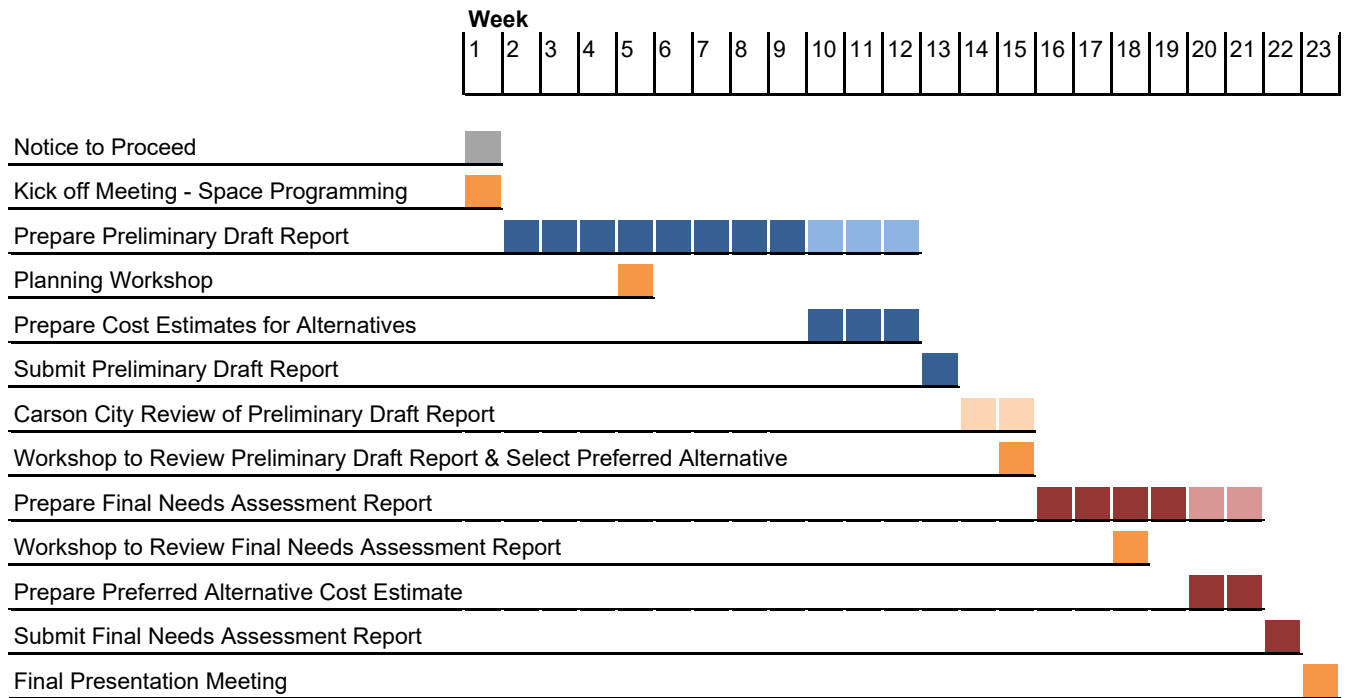 Week
1 2 3 4 5 6 7 8 9 10 11 12 13 14 15 16 17 18 19 20 21 22 23
Notice to Proceed
Kick off Meeting - Space Programming
Prepare Preliminary Draft Report
Planning Workshop
Prepare Cost Estimates for Alternatives
Submit Preliminary Draft Report
Carson City Review of Preliminary Draft Report
Workshop to Review Preliminary Draft Report & Select Preferred Alternative
Prepare Final Needs Assessment Report
Workshop to Review Final Needs Assessment Report
Prepare Preferred Alternative Cost Estimate
Submit Final Needs Assessment Report
Final Presentation Meeting